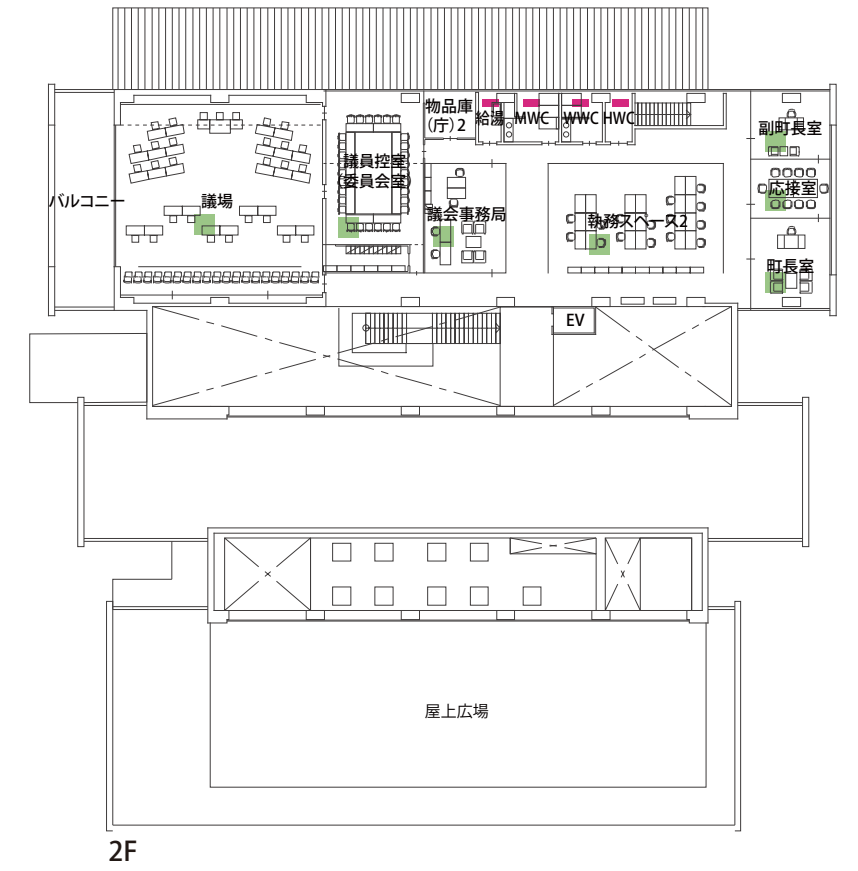 物品庫
(庁)2
給湯
MWC
WWC
HWC
副町長室
議員控室
(委員会室)
応接室
バルコニー
議場
議会事務局
執務スペース2
町長室
EV
屋上広場
2F